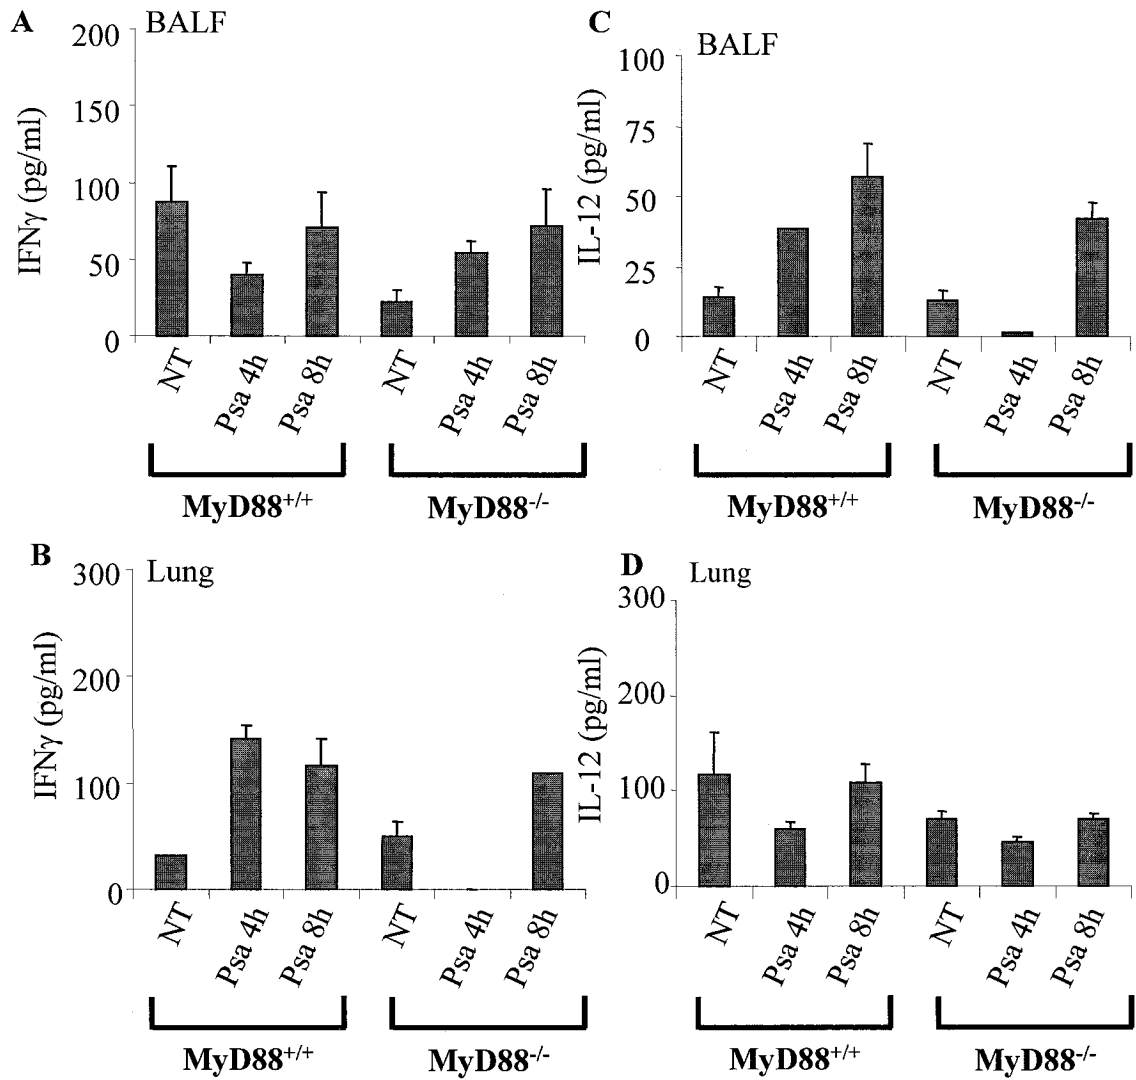 A
BALF
200
150
100
50
0
IFNγ (pg/ml)
NT
Psa 4h
Psa 8h
NT
Psa 4h
Psa 8h
MyD88+/+
MyD88-/-
C
BALF
100
75
50
25
0
IL-12 (pg/ml)
NT
Psa 4h
Psa 8h
NT
Psa 4h
Psa 8h
MyD88+/+
MyD88-/-
B
Lung
300
200
100
0
IFNγ (pg/ml)
NT
Psa 4h
Psa 8h
NT
Psa 4h
Psa 8h
MyD88+/+
MyD88-/-
D
Lung
300
200
100
0
IL-12 (pg/ml)
NT
Psa 4h
Psa 8h
NT
Psa 4h
Psa 8h
MyD88+/+
MyD88-/-